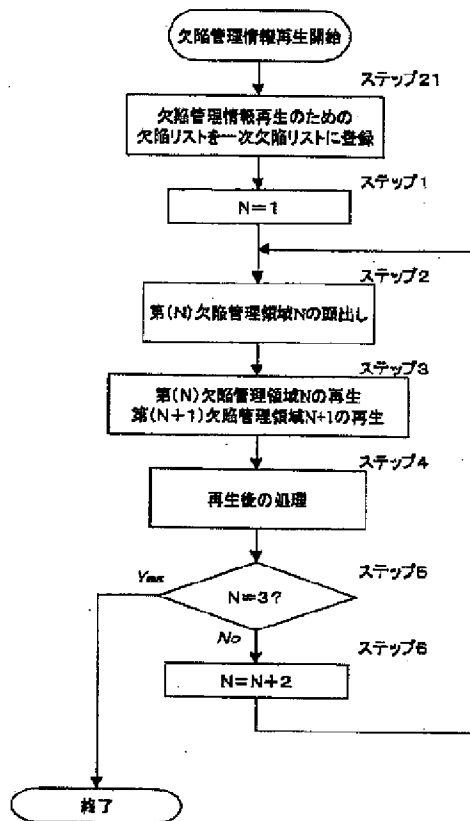 欠陥管理情報再生開始
ステップ21
欠陥管理情報再生のための
欠陥リストを一次欠陥リストに登録
ステップ1
N=1
ステップ2
第(N)欠陥管理領域Nの頭出し
ステップ3
第(N)欠陥管理領域Nの再生
第(N+1)欠陥管理領域N+1の再生
ステップ4
再生後の処理
ステップ5
Yes
N=3?
No
ステップ6
N=N+2
終了